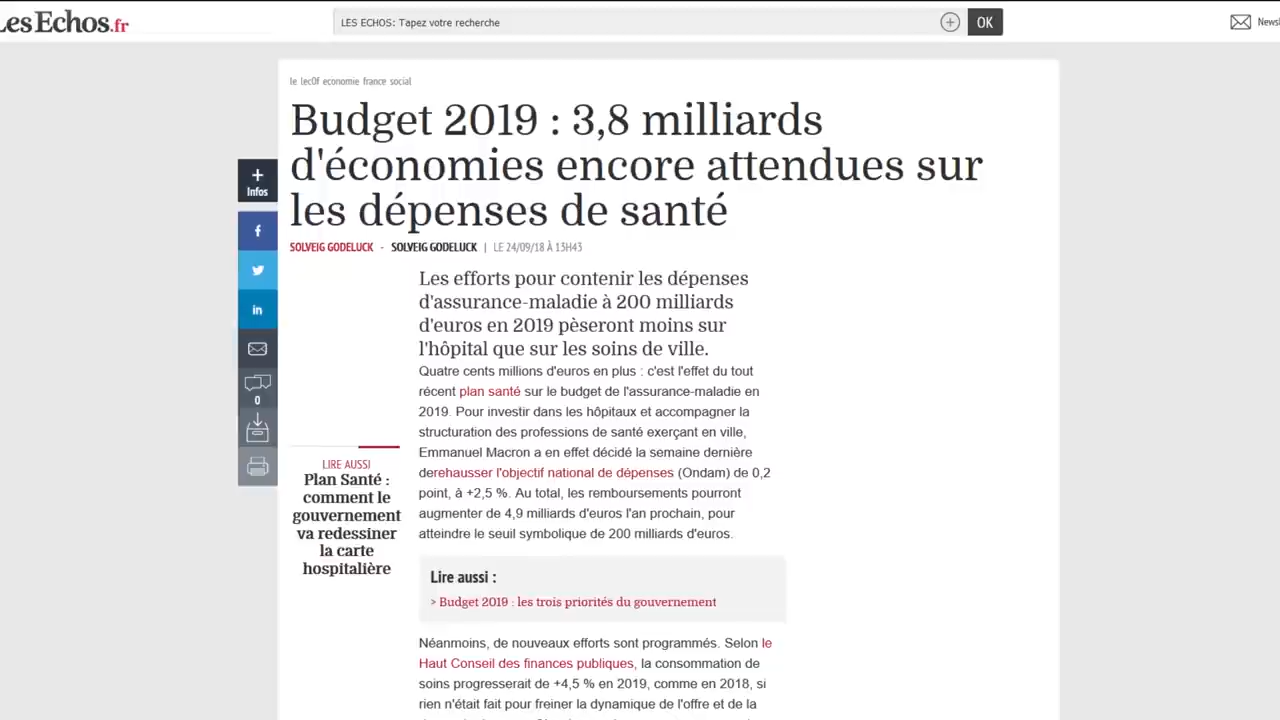 LesEchos.fr
LES ECHOS: Tapez votre recherche
OK
le lecOf economie france social
Budget 2019 : 3,8 milliards
d'économies encore attendues sur
les dépenses de santé
+
Infos
SOLVEIG GODELUCK - SOLVEIG GODELUCK | LE 24/09/18 À 13H43
f
in
0
Les efforts pour contenir les dépenses
d'assurance-maladie à 200 milliards
d'euros en 2019 pèseront moins sur
l'hôpital que sur les soins de ville.
Quatre cents millions d'euros en plus : c'est l'effet du tout
récent plan santé sur le budget de l'assurance-maladie en
2019. Pour investir dans les hôpitaux et accompagner la
structuration des professions de santé exerçant en ville,
Emmanuel Macron a en effet décidé la semaine dernière
derehausser l'objectif national de dépenses (Ondam) de 0,2
point, à +2,5 %. Au total, les remboursements pourront
augmenter de 4,9 milliards d'euros l'an prochain, pour
atteindre le seuil symbolique de 200 milliards d'euros.
LIRE AUSSI
Plan Santé :
comment le
gouvernement
va redessiner
la carte
hospitalière
Lire aussi :
> Budget 2019 : les trois priorités du gouvernement
Néanmoins, de nouveaux efforts sont programmés. Selon le
Haut Conseil des finances publiques, la consommation de
soins progresserait de +4,5 % en 2019, comme en 2018, si
rien n'était fait pour freiner la dynamique de l'offre et de la